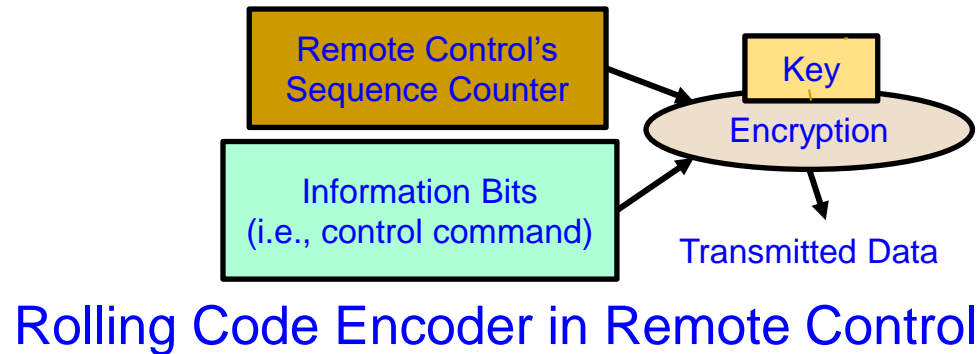 Remote Control's
Sequence Counter
Key
Encryption
Information Bits
(i.e., control command)
Transmitted Data
Rolling Code Encoder in Remote Control